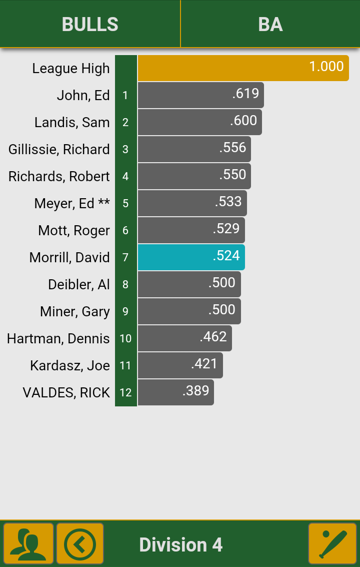 BULLS BA
League High 1.000
John, Ed 1 .619
Landis, Sam 2 .600
Gillissie, Richard 3 .556
Richards, Robert 4 .550
Meyer, Ed ** 5 .533
Mott, Roger 6 .529
Morrill, David 7 .524
Deibler, Al 8 .500
Miner, Gary 9 .500
Hartman, Dennis 10 .462
Kardasz, Joe 11 .421
VALDES, RICK 12 .389
Division 4